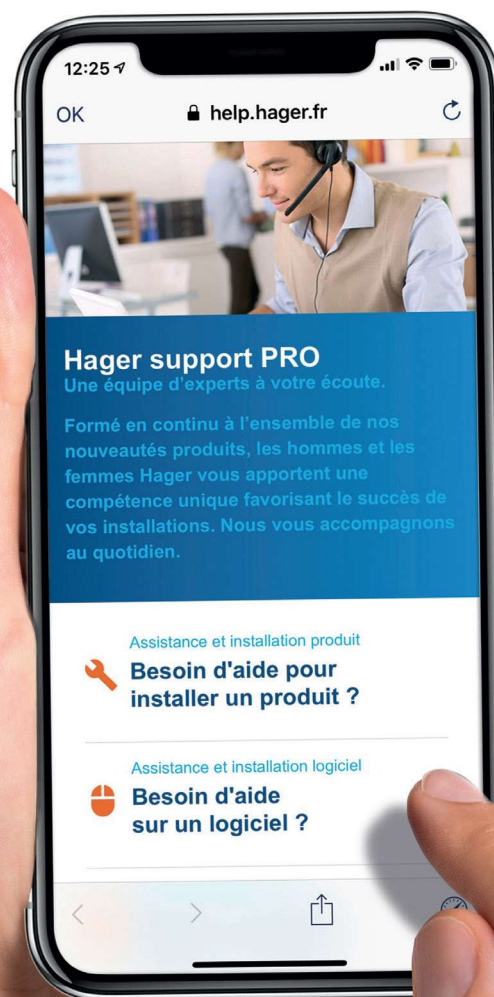 12:25
OK
help.hager.fr
Hager support PRO
Une équipe d'experts à votre écoute.
Formé en continu à l'ensemble de nos
nouveautés produits, les hommes et les
femmes Hager vous apportent une
compétence unique favorisant le succès de
vos installations. Nous vous accompagnons
au quotidien.
Assistance et installation produit
Besoin d'aide pour
installer un produit ?
Assistance et installation logiciel
Besoin d'aide
sur un logiciel ?